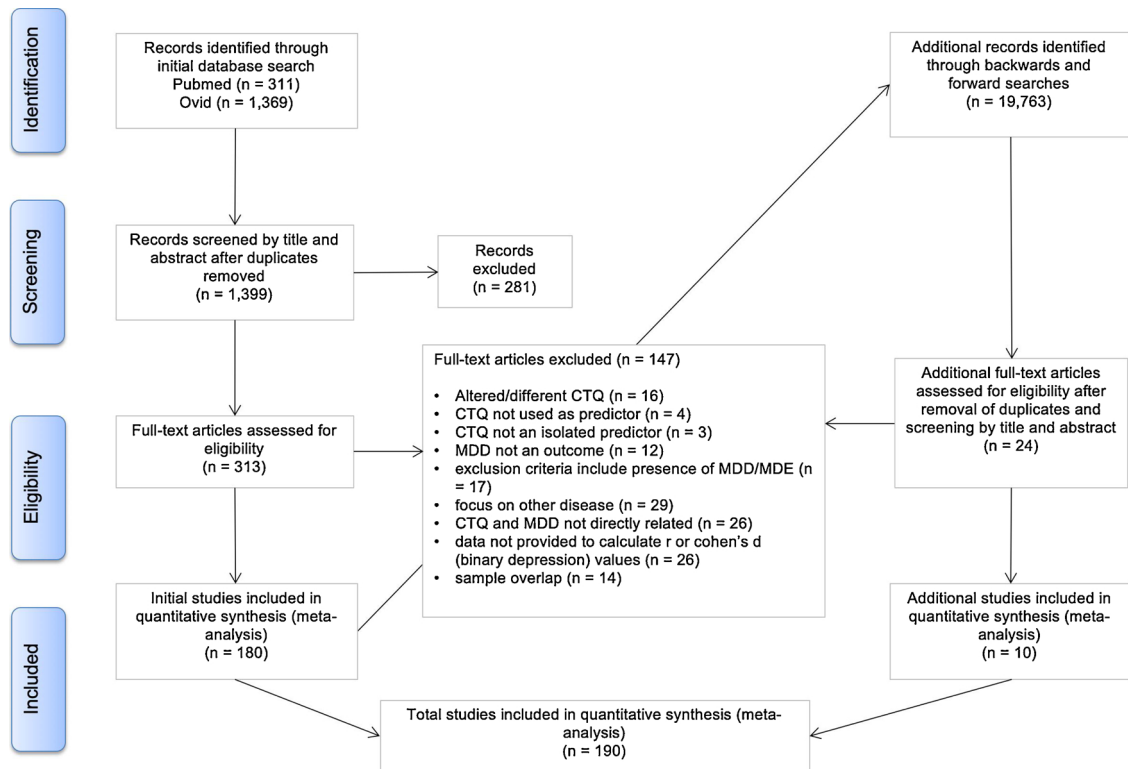 Identification
Records identified through
initial database search
Pubmed (n = 311)
Ovid (n = 1,369)
Additional records identified
through backwards and
forward searches
(n = 19,763)
Screening
Records screened by title and
abstract after duplicates
removed
(n = 1,399)
Records
excluded
(n = 281)
Eligibility
Full-text articles assessed for
eligibility
(n = 313)
Full-text articles excluded (n = 147)
• Altered/different CTQ (n = 16)
• CTQ not used as predictor (n = 4)
• CTQ not an isolated predictor (n = 3)
• MDD not an outcome (n = 12)
• exclusion criteria include presence of MDD/MDE (n
= 17)
• focus on other disease (n = 29)
• CTQ and MDD not directly related (n = 26)
• data not provided to calculate r or cohen's d
(binary depression) values (n = 26)
• sample overlap (n = 14)
Additional full-text articles
assessed for eligibility after
removal of duplicates and
screening by title and abstract
(n = 24)
Included
Initial studies included in
quantitative synthesis (meta-
analysis)
(n = 180)
Additional studies included in
quantitative synthesis (meta-
analysis)
(n = 10)
Total studies included in quantitative synthesis (meta-
analysis)
(n = 190)